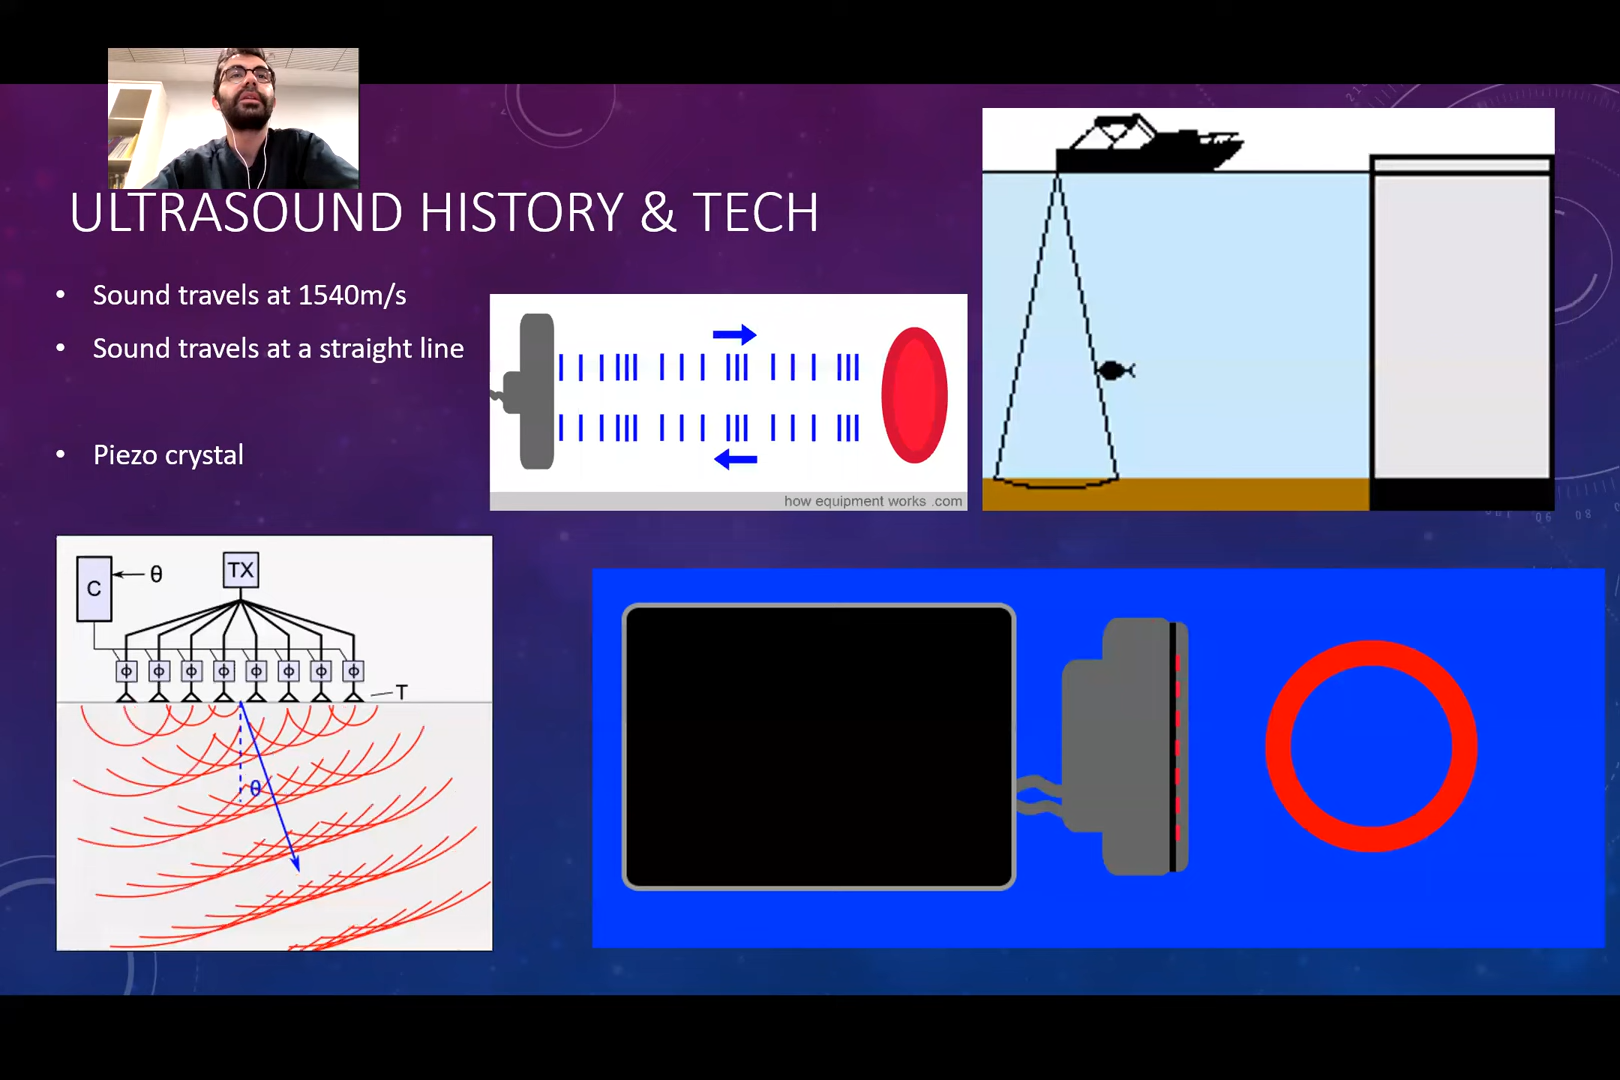 ULTRASOUND HISTORY & TECH
• Sound travels at 1540m/s
• Sound travels at a straight line
• Piezo crystal
how equipment works .com
C
θ
TX
ϕ ϕ ϕ ϕ ϕ ϕ ϕ ϕ
T
θ